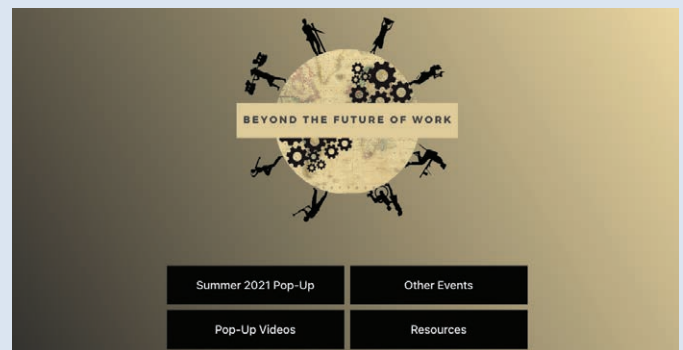 BEYOND THE FUTURE OF WORK
Summer 2021 Pop-Up
Other Events
Pop-Up Videos
Resources